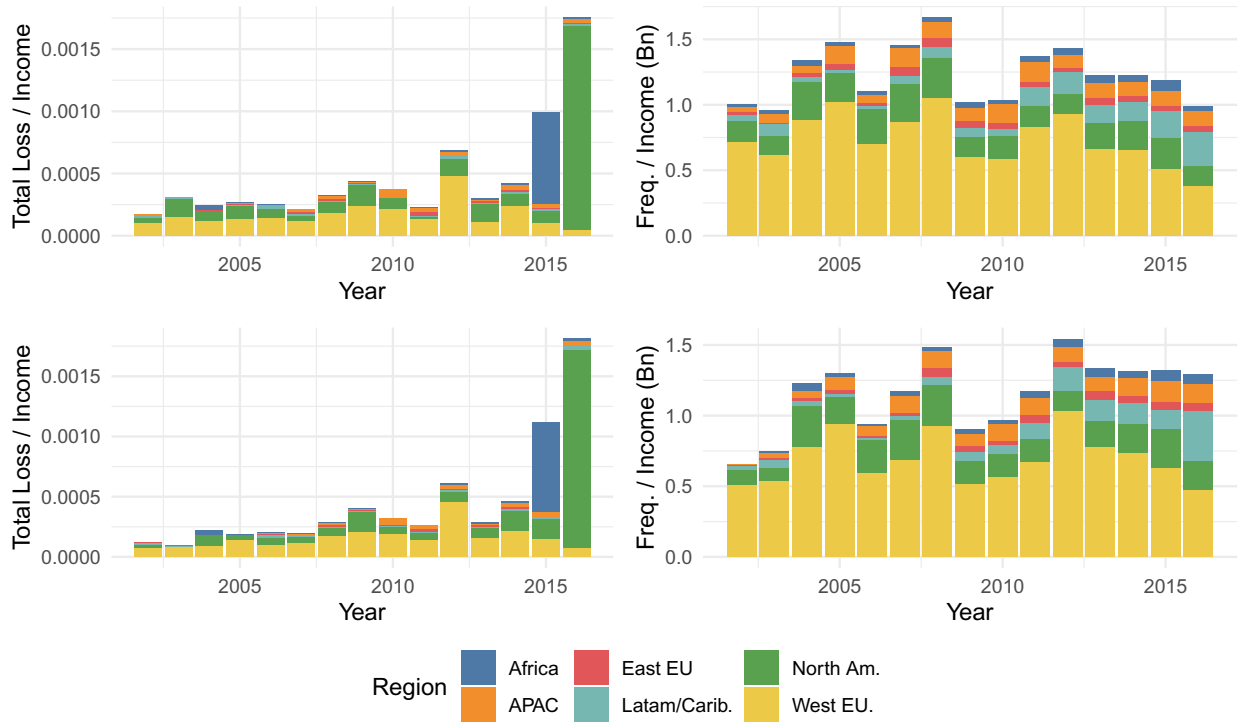 Total Loss / Income
0.0015
0.0010
0.0005
0.0000
2005 2010 2015
Year
Freq. / Income (Bn)
1.5
1.0
0.5
0.0
2005 2010 2015
Year
Total Loss / Income
0.0015
0.0010
0.0005
0.0000
2005 2010 2015
Year
Freq. / Income (Bn)
1.5
1.0
0.5
0.0
2005 2010 2015
Year
Region
Africa East EU North Am.
APAC Latam/Carib. West EU.